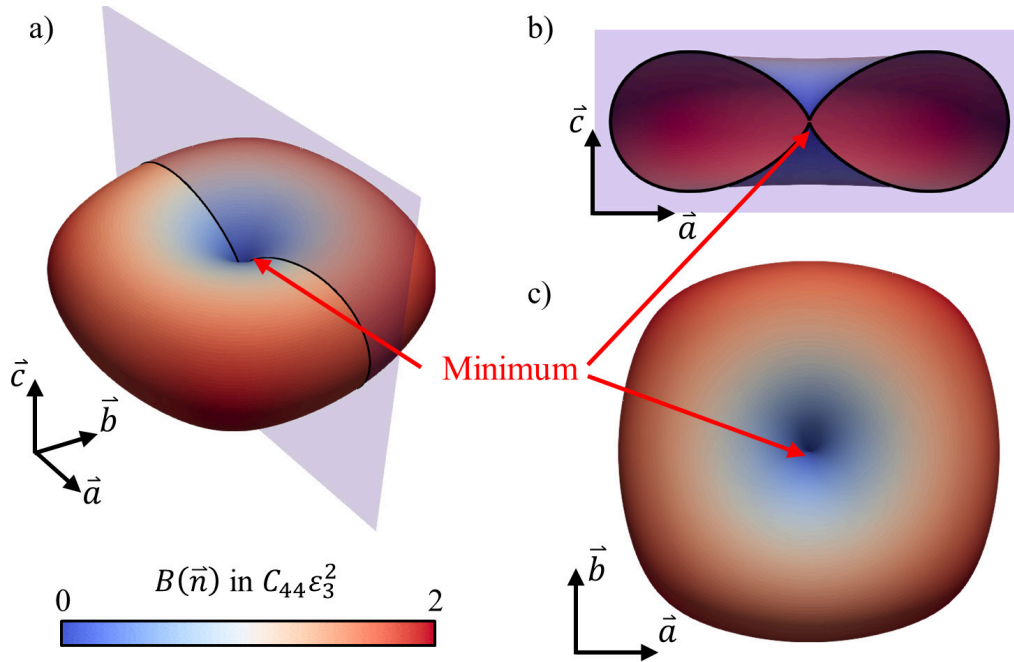 a)
b)
c⃗
a⃗
c)
Minimum
c⃗
b⃗
a⃗
B(n⃗) in C₄₄ε₃²
0 2
b⃗
a⃗